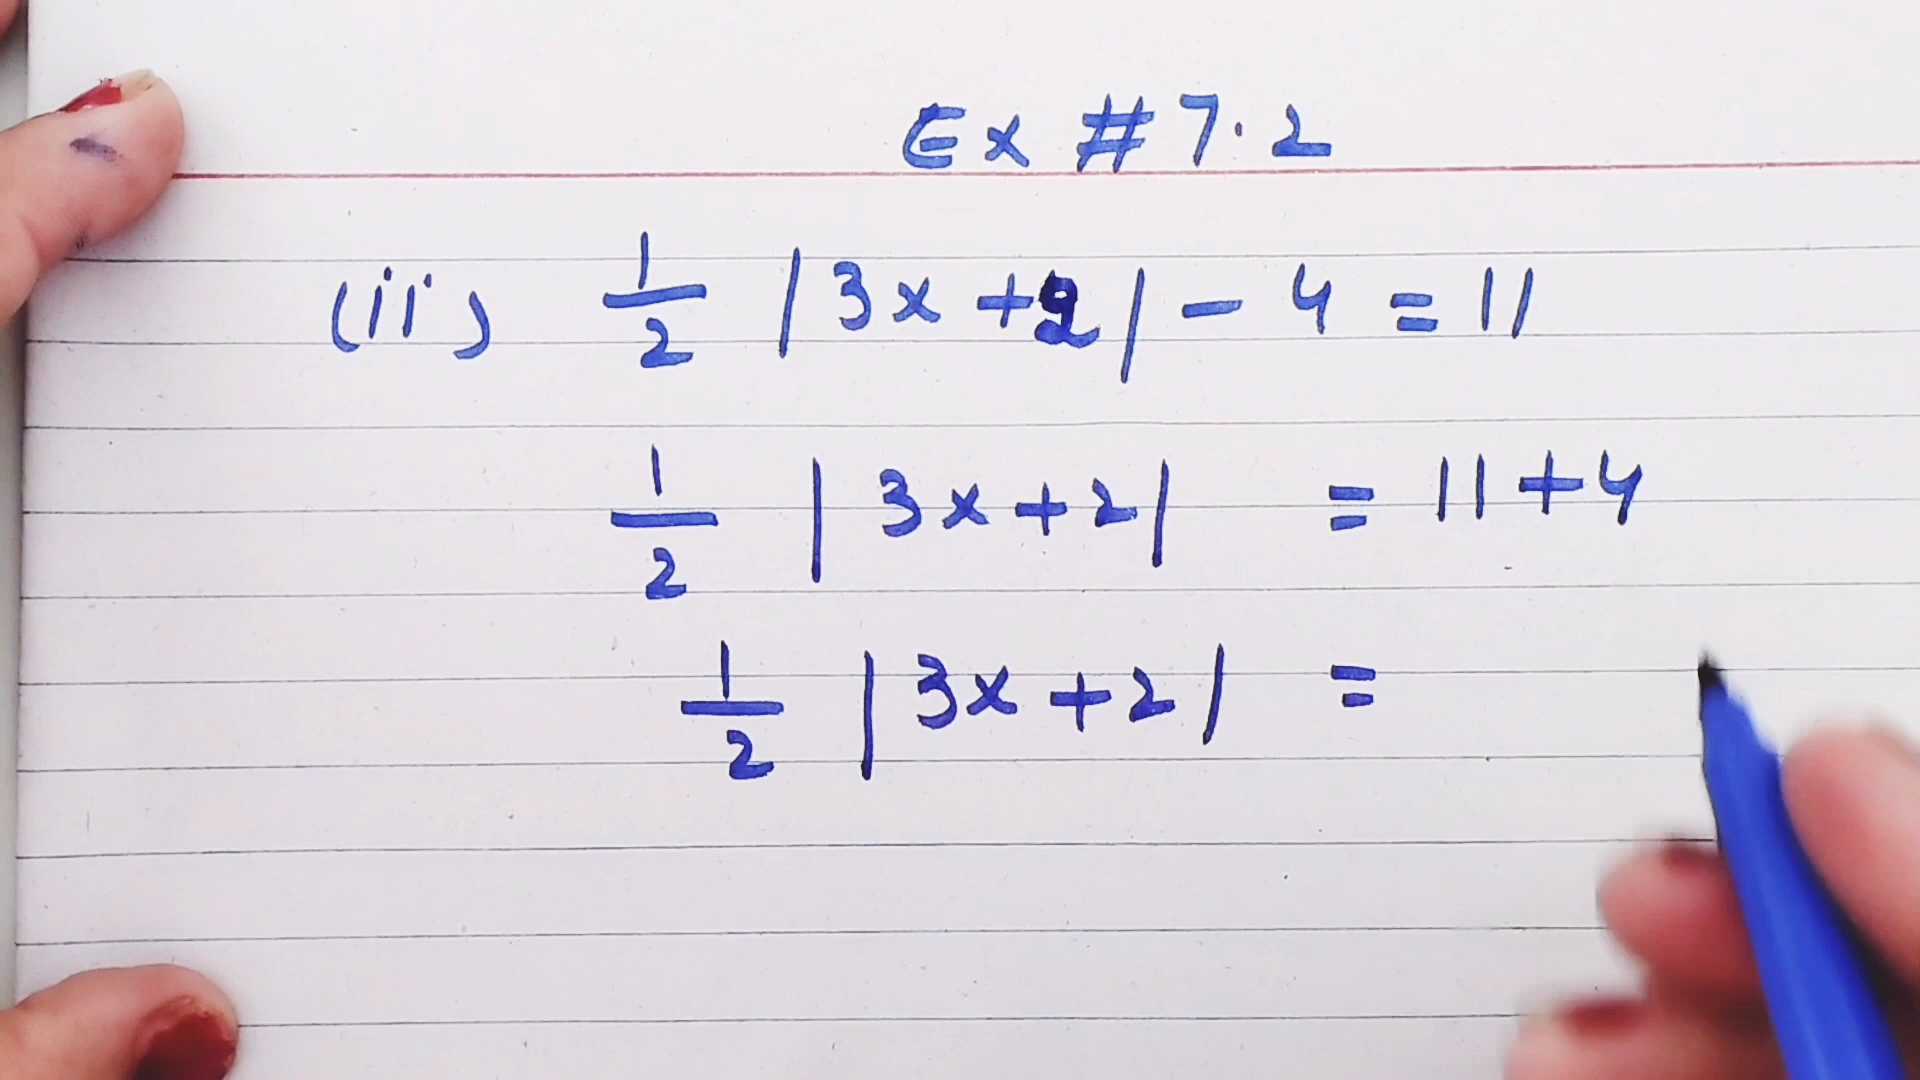 Ex # 7.2
(ii) 1/2 |3x+2| - 4 = 11
1/2 |3x+2| = 11+4
1/2 |3x+2| =